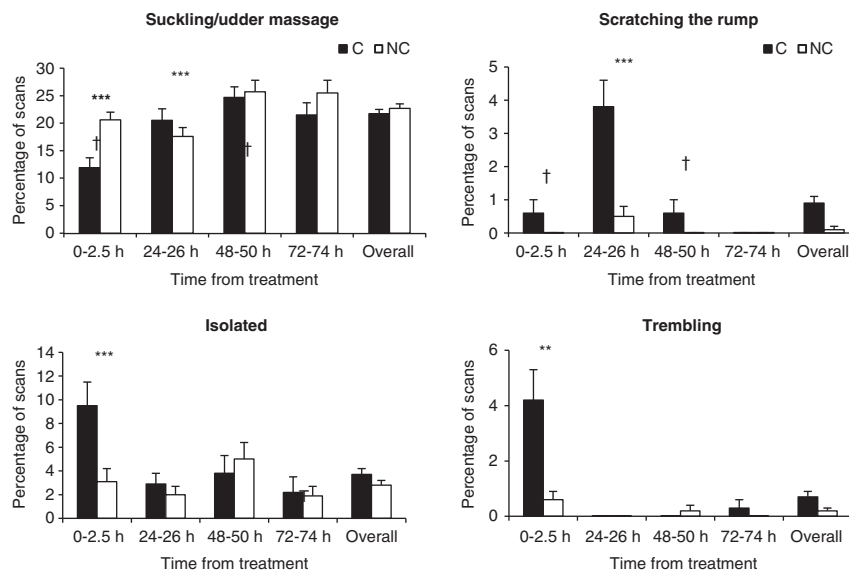 Suckling/udder massage
■ C □ NC
Percentage of scans
30
25
20
15
10
5
0
***
†
***
†
0-2.5 h 24-26 h 48-50 h 72-74 h Overall
Time from treatment
Scratching the rump
■ C □ NC
Percentage of scans
5
4
3
2
1
0
†
***
†
0-2.5 h 24-26 h 48-50 h 72-74 h Overall
Time from treatment
Isolated
Percentage of scans
14
12
10
8
6
4
2
0
***
0-2.5 h 24-26 h 48-50 h 72-74 h Overall
Time from treatment
Trembling
Percentage of scans
6
4
2
0
**
0-2.5 h 24-26 h 48-50 h 72-74 h Overall
Time from treatment